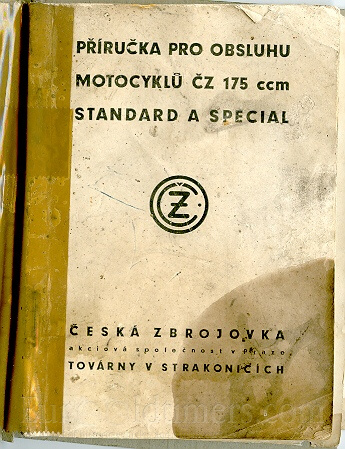 PŘÍRUČKA PRO OBSLUHU
MOTOCYKLŮ ČZ 175 ccm
STANDARD A SPECIAL
ČZ
ČESKÁ ZBROJOVKA
akciová společnost v Praze
TOVÁRNY V STRAKONICÍCH